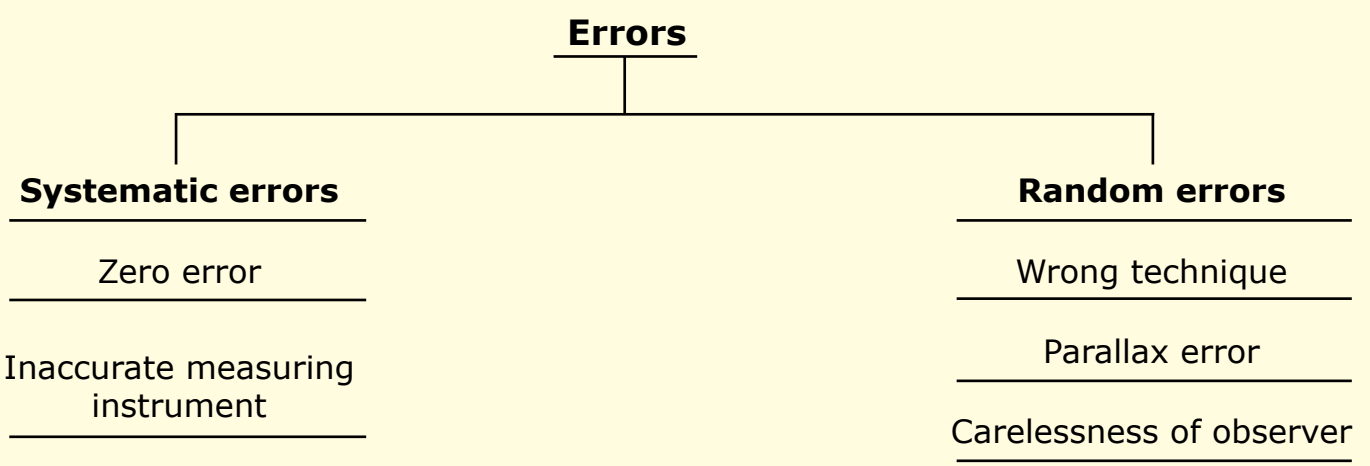 Errors
Systematic errors
Zero error
Inaccurate measuring
instrument
Random errors
Wrong technique
Parallax error
Carelessness of observer